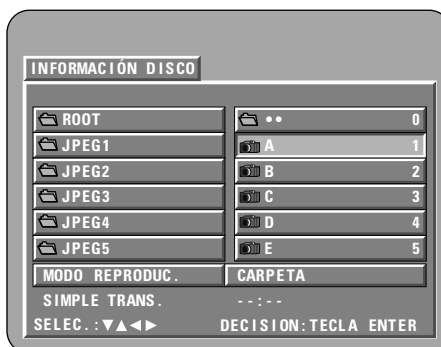 INFORMACIÓN DISCO
ROOT •• 0
JPEG1 A 1
JPEG2 B 2
JPEG3 C 3
JPEG4 D 4
JPEG5 E 5
MODO REPRODUC. CARPETA
SIMPLE TRANS. --:--
SELEC.:▼▲◀▶ DECISION:TECLA ENTER